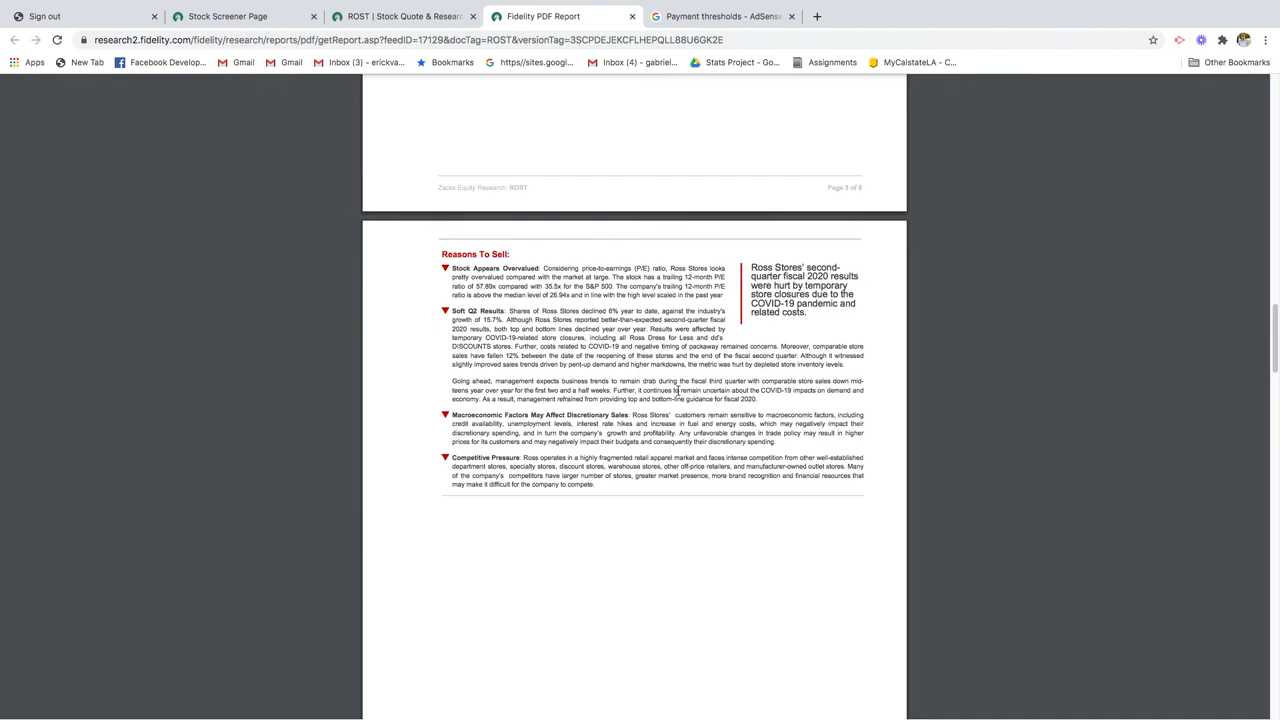 Sign out
Stock Screener Page
ROST | Stock Quote & Researc
Fidelity PDF Report
Payment thresholds - AdSense
research2.fidelity.com/fidelity/research/reports/pdf/getReport.asp?feedID=17129&docTag=ROST&versionTag=3SCPDEJEKCFLHEPQLL88U6GK2E
Apps
New Tab
Facebook Develop...
Gmail
Gmail
Inbox (3) - erickva...
Bookmarks
https//sites.googl...
Inbox (4) - gabriel...
Stats Project - Go...
Assignments
MyCalstateLA - C...
Other Bookmarks
Zacks Equity Research: ROST
Page 3 of 9
Reasons To Sell:
Stock Appears Overvalued: Considering price-to-earnings (P/E) ratio, Ross Stores looks
pretty overvalued compared with the market at large. The stock has a trailing 12-month P/E
ratio of 57.89x compared with 35.5x for the S&P 500. The company's trailing 12-month P/E
ratio is above the median level of 26.94x and in line with the high level scaled in the past year
Ross Stores' second-
quarter fiscal 2020 results
were hurt by temporary
store closures due to the
COVID-19 pandemic and
related costs.
Soft Q2 Results: Shares of Ross Stores declined 6% year to date, against the industry's
growth of 15.7%. Although Ross Stores reported better-than-expected second-quarter fiscal
2020 results, both top and bottom lines declined year over year. Results were affected by
temporary COVID-19-related store closures, including all Ross Dress for Less and dd's
DISCOUNTS stores. Further, costs related to COVID-19 and negative timing of packaway remained concerns. Moreover, comparable store
sales have fallen 12% between the date of the reopening of these stores and the end of the fiscal second quarter. Although it witnessed
slightly improved sales trends driven by pent-up demand and higher markdowns, the metric was hurt by depleted store inventory levels.
Going ahead, management expects business trends to remain drab during the fiscal third quarter with comparable store sales down mid-
teens year over year for the first two and a half weeks. Further, it continues to remain uncertain about the COVID-19 impacts on demand and
economy. As a result, management refrained from providing top and bottom-line guidance for fiscal 2020.
Macroeconomic Factors May Affect Discretionary Sales: Ross Stores' customers remain sensitive to macroeconomic factors, including
credit availability, unemployment levels, interest rate hikes and increase in fuel and energy costs, which may negatively impact their
discretionary spending, and in turn the company's growth and profitability. Any unfavorable changes in trade policy may result in higher
prices for its customers and may negatively impact their budgets and consequently their discretionary spending.
Competitive Pressure: Ross operates in a highly fragmented retail apparel market and faces intense competition from other well-established
department stores, specialty stores, discount stores, warehouse stores, other off-price retailers, and manufacturer-owned outlet stores. Many
of the company's competitors have larger number of stores, greater market presence, more brand recognition and financial resources that
may make it difficult for the company to compete.